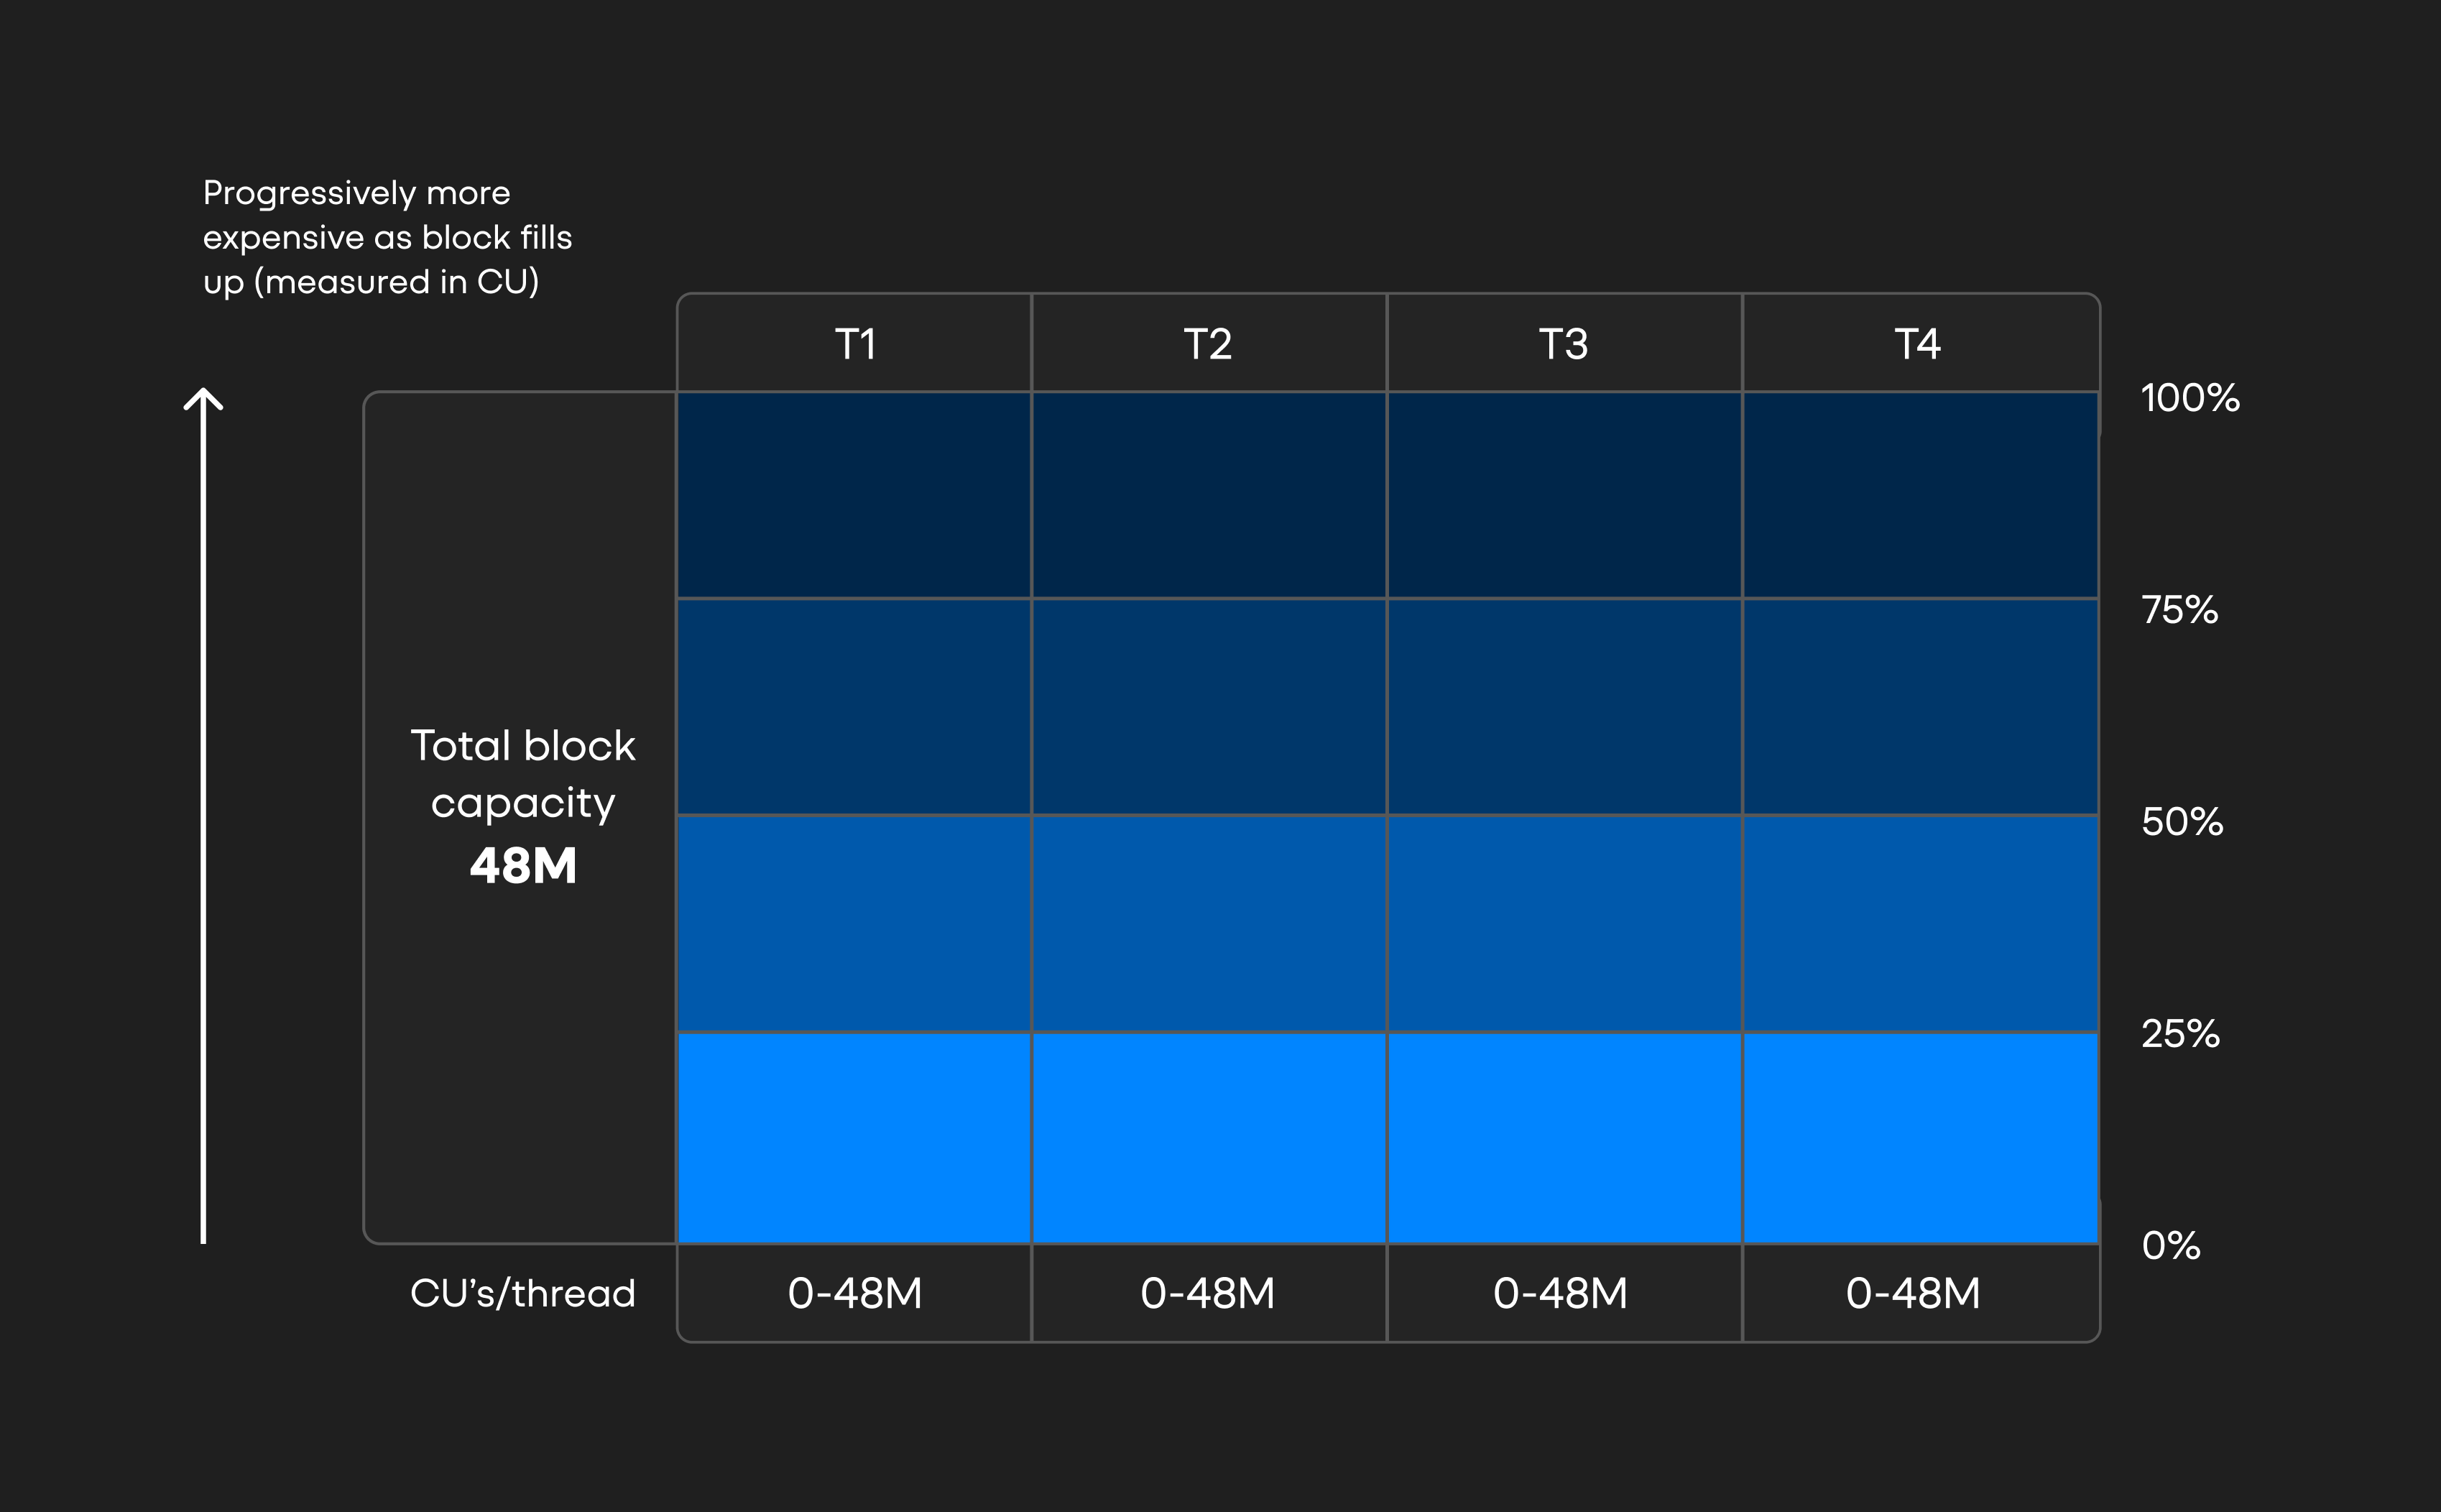 Progressively more
expensive as block fills
up (measured in CU)
T1 T2 T3 T4
100%
75%
Total block
capacity
48M
50%
25%
0%
CU’s/thread 0-48M 0-48M 0-48M 0-48M